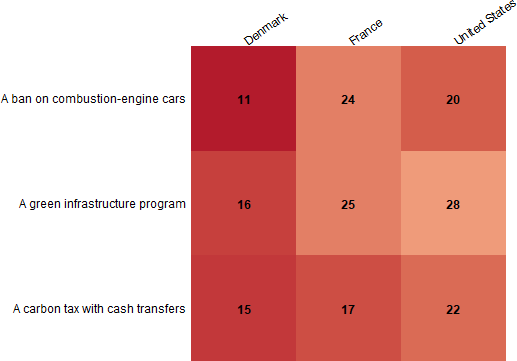 Denmark France United States
A ban on combustion-engine cars 11 24 20
A green infrastructure program 16 25 28
A carbon tax with cash transfers 15 17 22